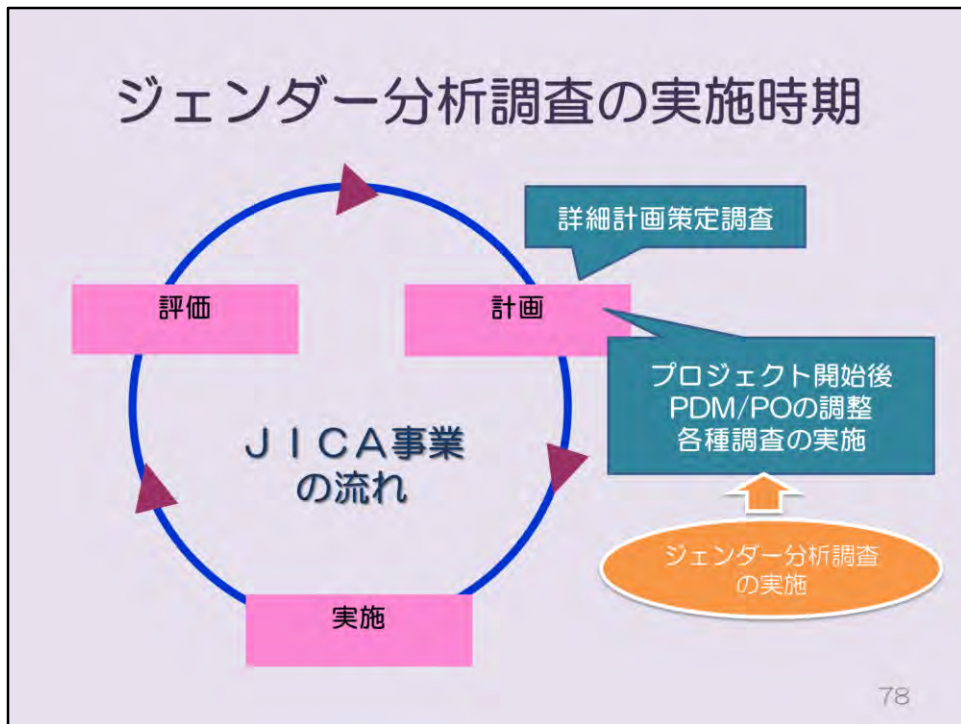 ジェンダー分析調査の実施時期
詳細計画策定調査
評価
計画
プロジェクト開始後
PDM/POの調整
各種調査の実施
ＪＩＣＡ事業
の流れ
ジェンダー分析調査
の実施
実施
78